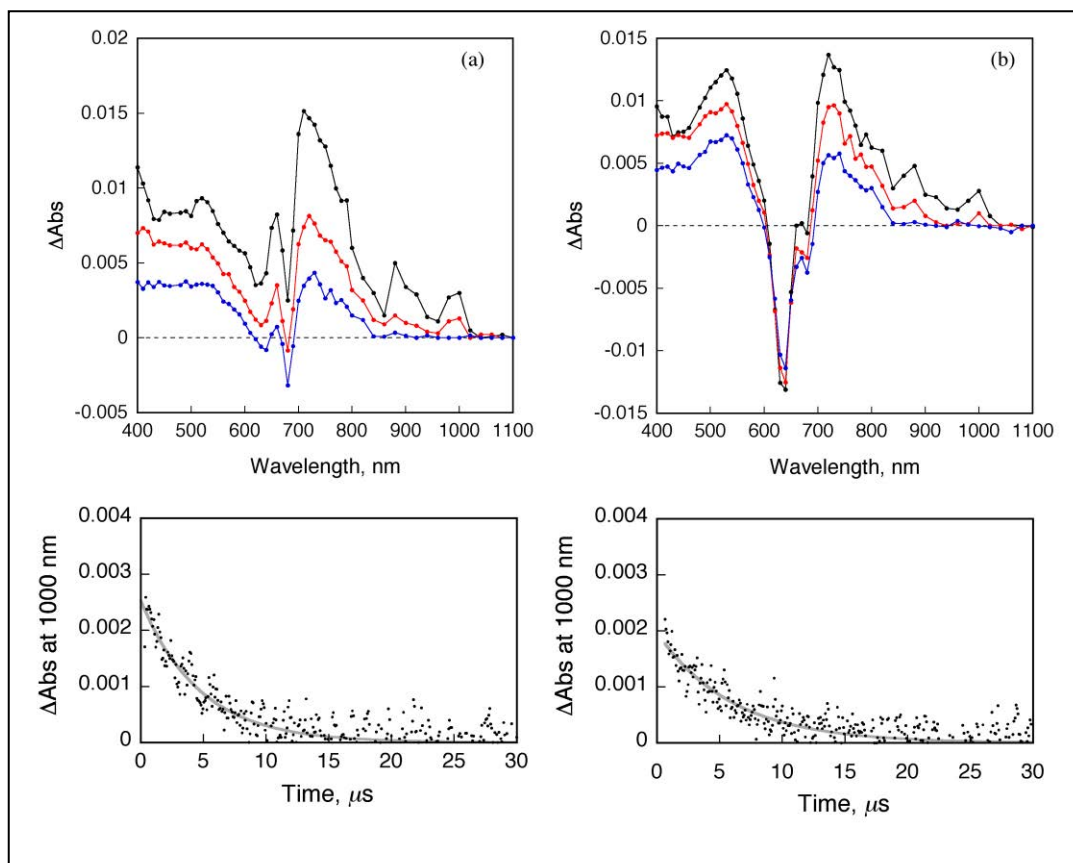 (a)
ΔAbs
0.02
0.015
0.01
0.005
0
-0.005
400 500 600 700 800 900 1000 1100
Wavelength, nm
(b)
ΔAbs
0.015
0.01
0.005
0
-0.005
-0.01
-0.015
400 500 600 700 800 900 1000 1100
Wavelength, nm
ΔAbs at 1000 nm
0.004
0.003
0.002
0.001
0
0 5 10 15 20 25 30
Time, μs
ΔAbs at 1000 nm
0.004
0.003
0.002
0.001
0
0 5 10 15 20 25 30
Time, μs